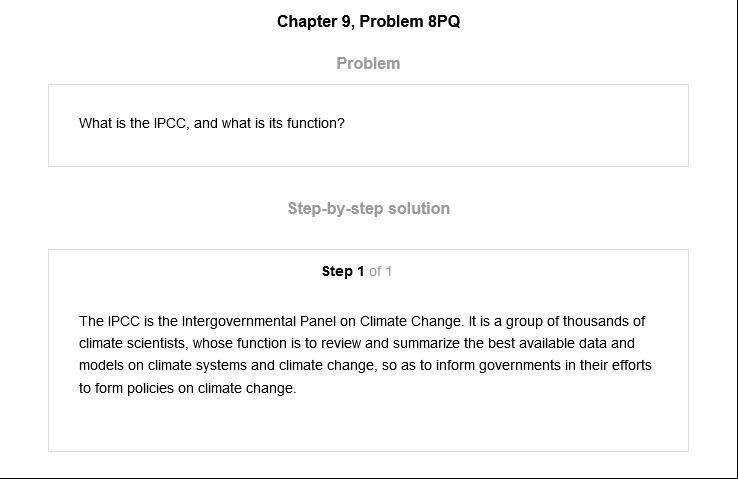 Chapter 9, Problem 8PQ
Problem
What is the IPCC, and what is its function?
Step-by-step solution
Step 1 of 1
The IPCC is the Intergovernmental Panel on Climate Change. It is a group of thousands of
climate scientists, whose function is to review and summarize the best available data and
models on climate systems and climate change, so as to inform governments in their efforts
to form policies on climate change.